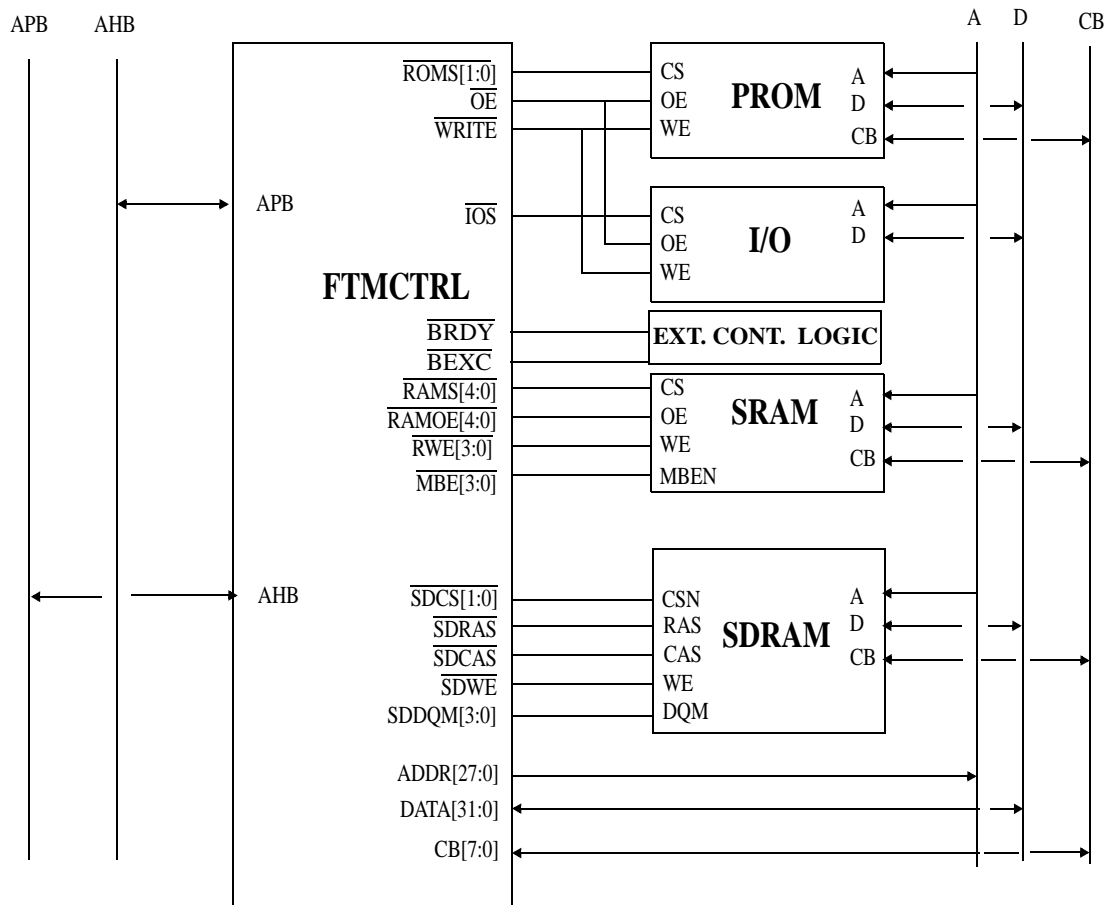 APB AHB A D CB
ROMS[1:0]
OE
WRITE
APB
IOS
FTMCTRL
BRDY
BEXC
RAMS[4:0]
RAMOE[4:0]
RWE[3:0]
MBE[3:0]
AHB
SDCS[1:0]
SDRAS
SDCAS
SDWE
SDDQM[3:0]
ADDR[27:0]
DATA[31:0]
CB[7:0]
CS
OE
WE
PROM
A
D
CB
CS
OE
WE
I/O
A
D
EXT. CONT. LOGIC
CS
OE
WE
MBEN
SRAM
A
D
CB
CSN
RAS
CAS
WE
DQM
SDRAM
A
D
CB